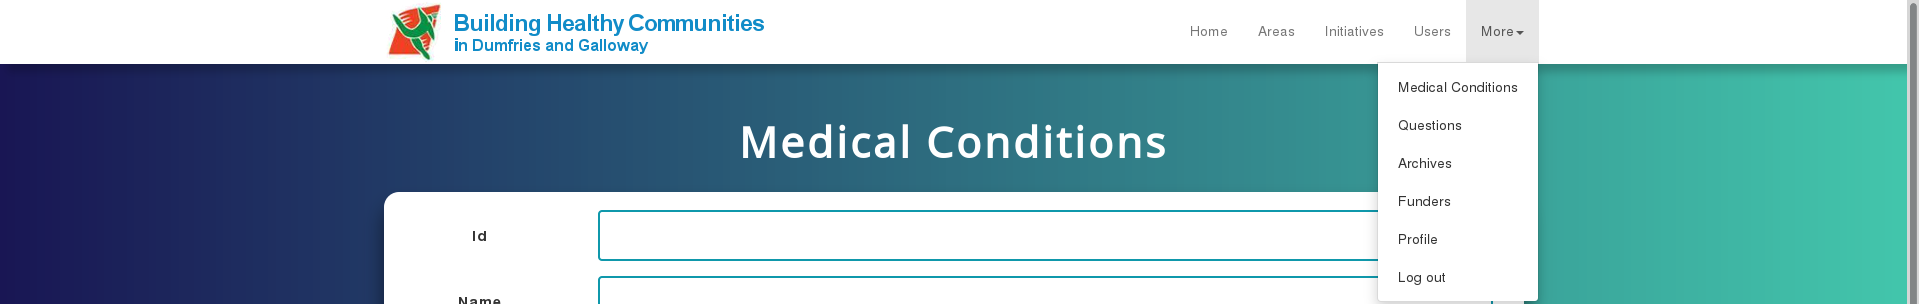 Building Healthy Communities
in Dumfries and Galloway
Home Areas Initiatives Users More
Medical Conditions
Questions
Archives
Funders
Profile
Log out
Medical Conditions
Id
Name